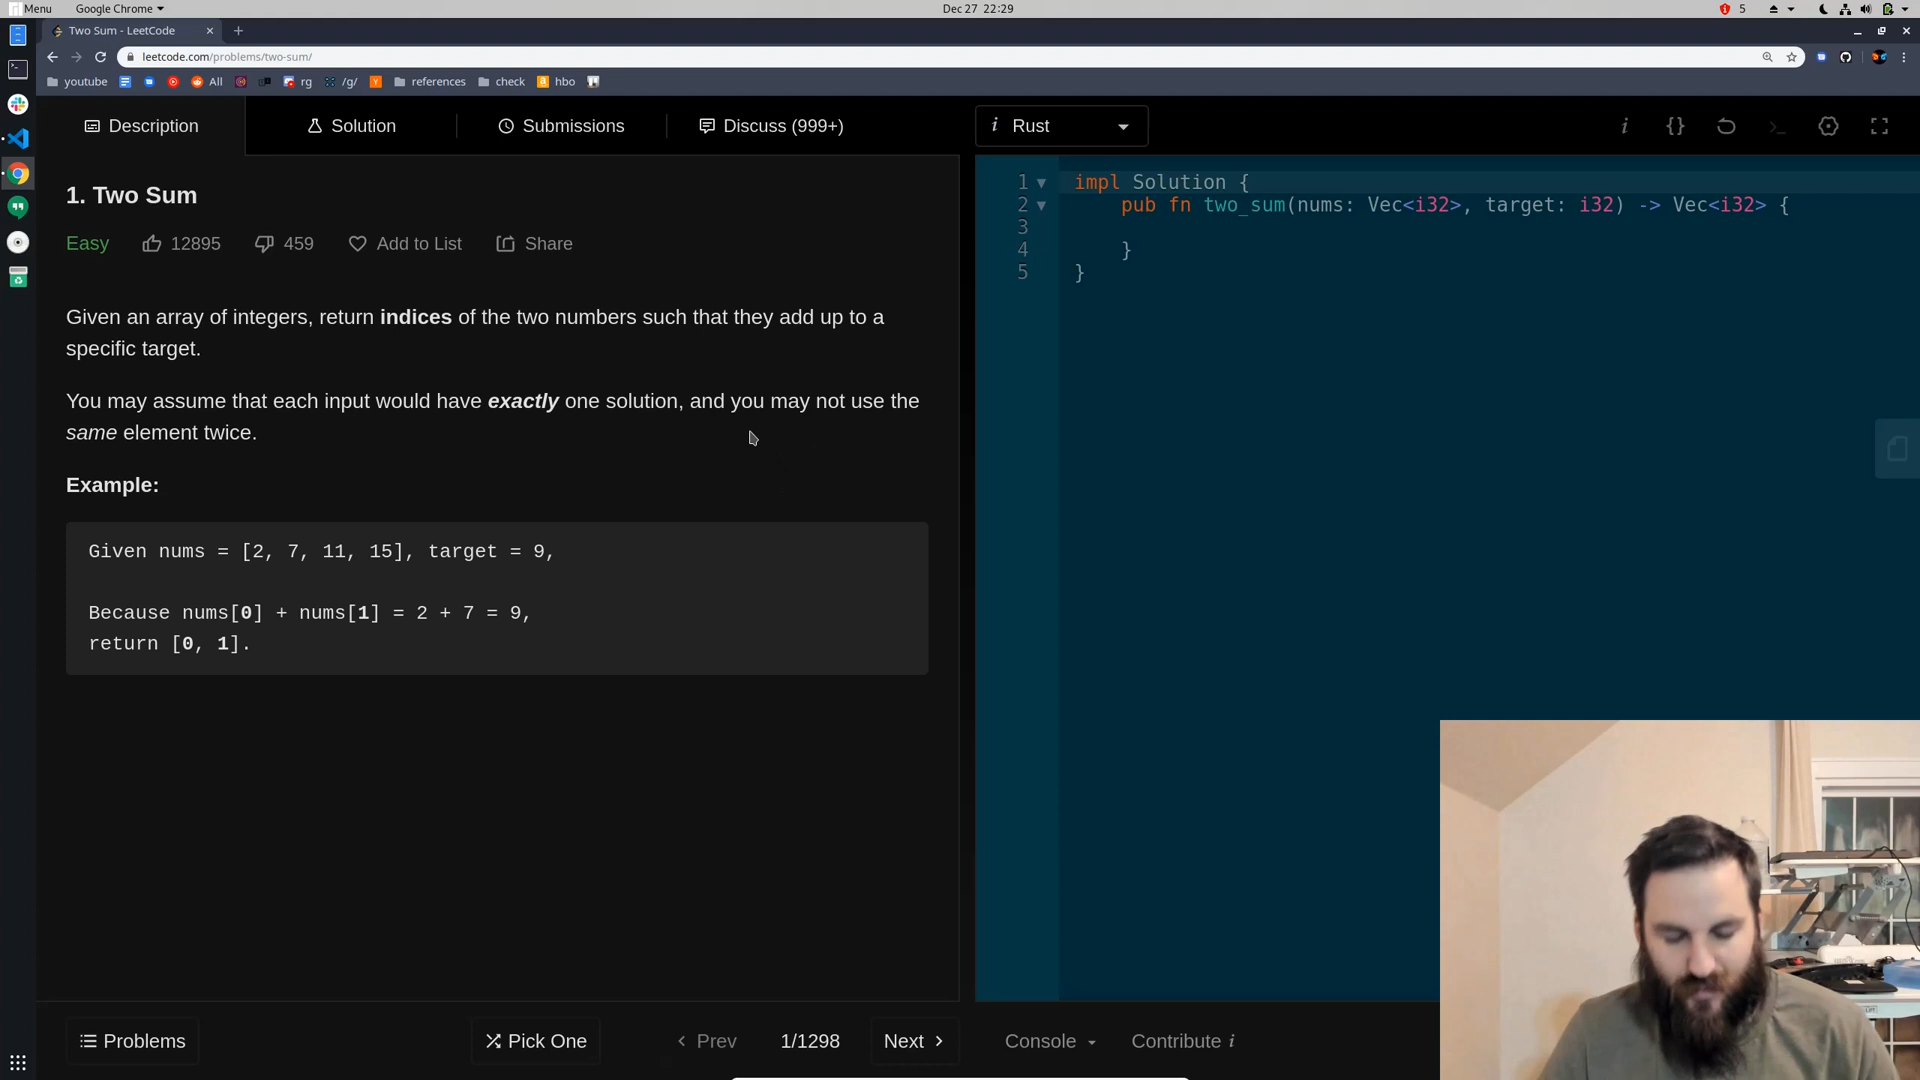 Menu
Google Chrome
Dec 27 22:29
5
Two Sum - LeetCode
leetcode.com/problems/two-sum/
youtube
All
rg
/g/
references
check
hbo
Description
Solution
Submissions
Discuss (999+)
i Rust
i {}
1. Two Sum
Easy
12895
459
Add to List
Share
Given an array of integers, return indices of the two numbers such that they add up to a
specific target.
You may assume that each input would have exactly one solution, and you may not use the
same element twice.
Example:
Given nums = [2, 7, 11, 15], target = 9,
Because nums[0] + nums[1] = 2 + 7 = 9,
return [0, 1].
1 impl Solution {
2 pub fn two_sum(nums: Vec<i32>, target: i32) -> Vec<i32> {
3
4 }
5 }
Problems
Pick One
Prev
1/1298
Next
Console
Contribute i